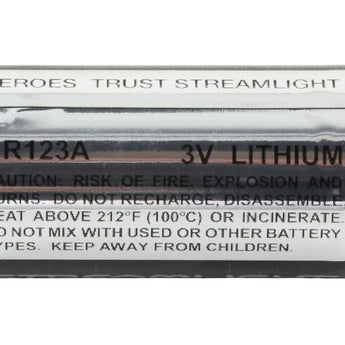 EROES TRUST STREAMLIGHT
R123A 3V LITHIUM
AUTION. RISK OF FIRE, EXPLOSION AND
URNS. DO NOT RECHARGE, DISASSEMBLE
EAT ABOVE 212°F (100°C) OR INCINERATE.
O NOT MIX WITH USED OR OTHER BATTERY
YPES. KEEP AWAY FROM CHILDREN.